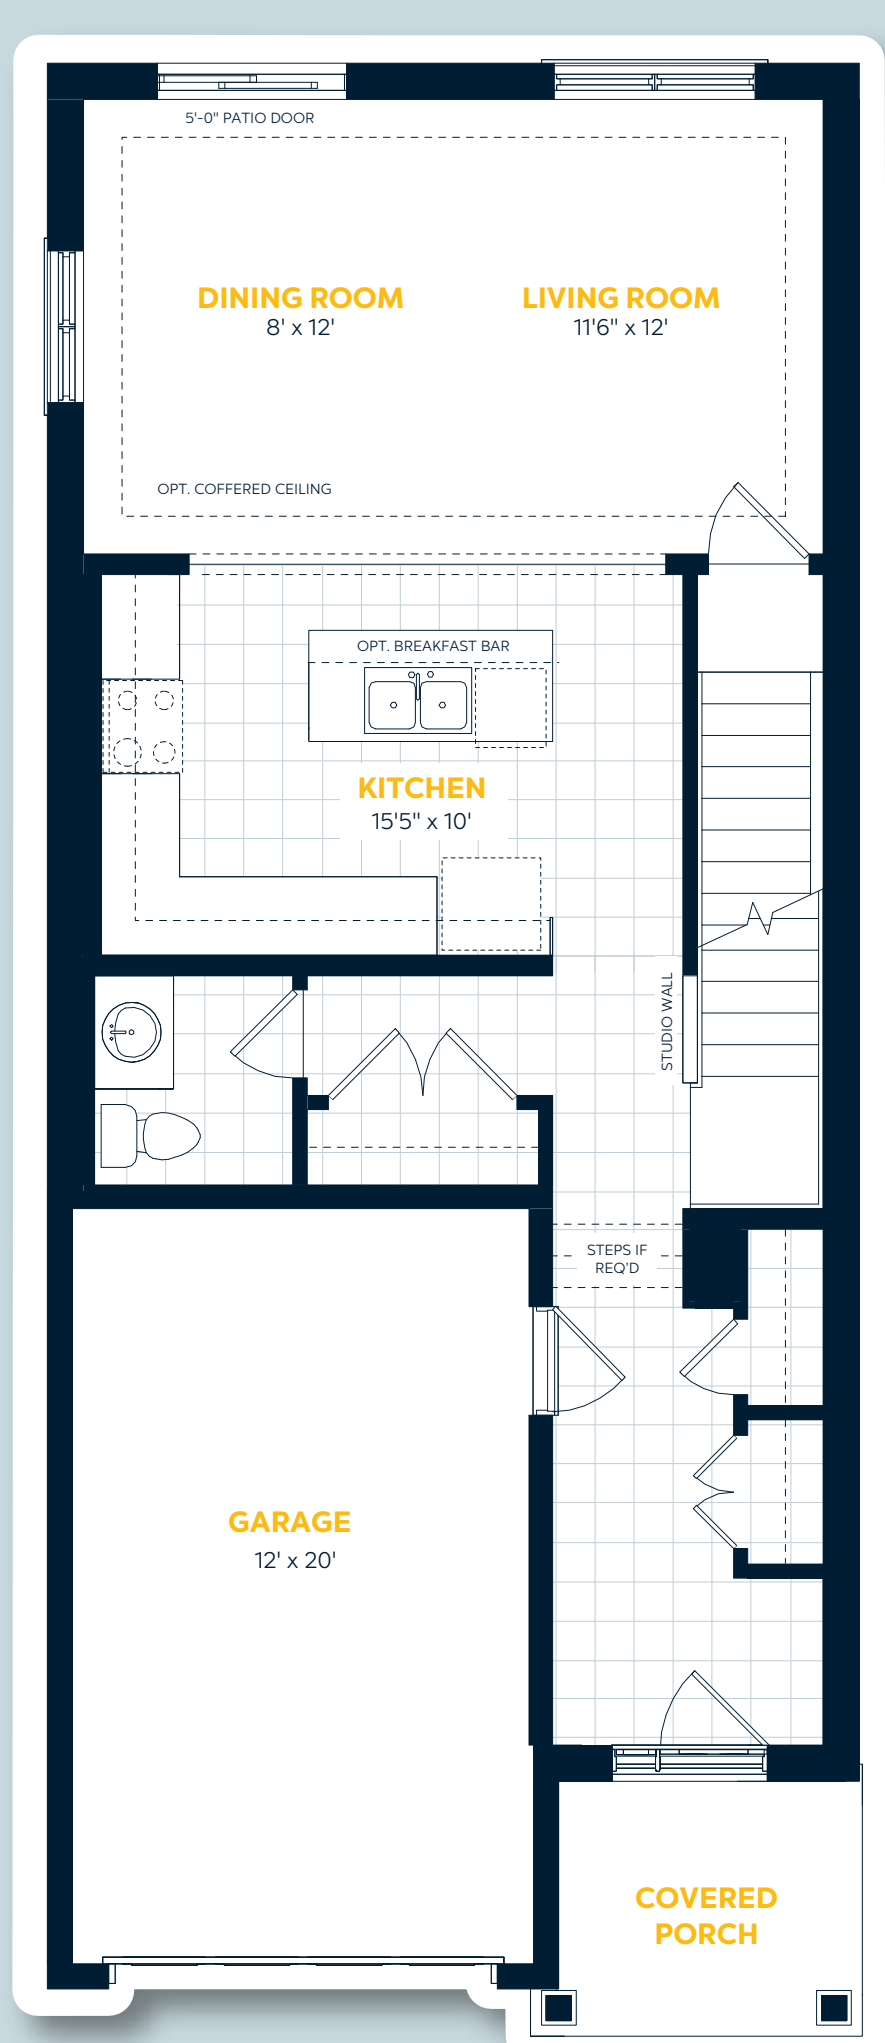 5'-0" PATIO DOOR
DINING ROOM
8' x 12'
LIVING ROOM
11'6" x 12'
OPT. COFFERED CEILING
OPT. BREAKFAST BAR
KITCHEN
15'5" x 10'
STUDIO WALL
STEPS IF
REQ'D
GARAGE
12' x 20'
COVERED
PORCH